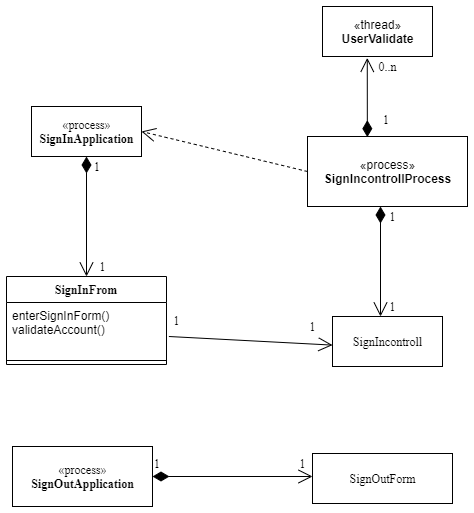 «thread»
UserValidate
0..n
1
«process»
SignInApplication
1
«process»
SignIncontrollProcess
1
1
SignInFrom
enterSignInForm()
validateAccount()
1
1
1
SignIncontroll
«process»
SignOutApplication
1
1
SignOutForm